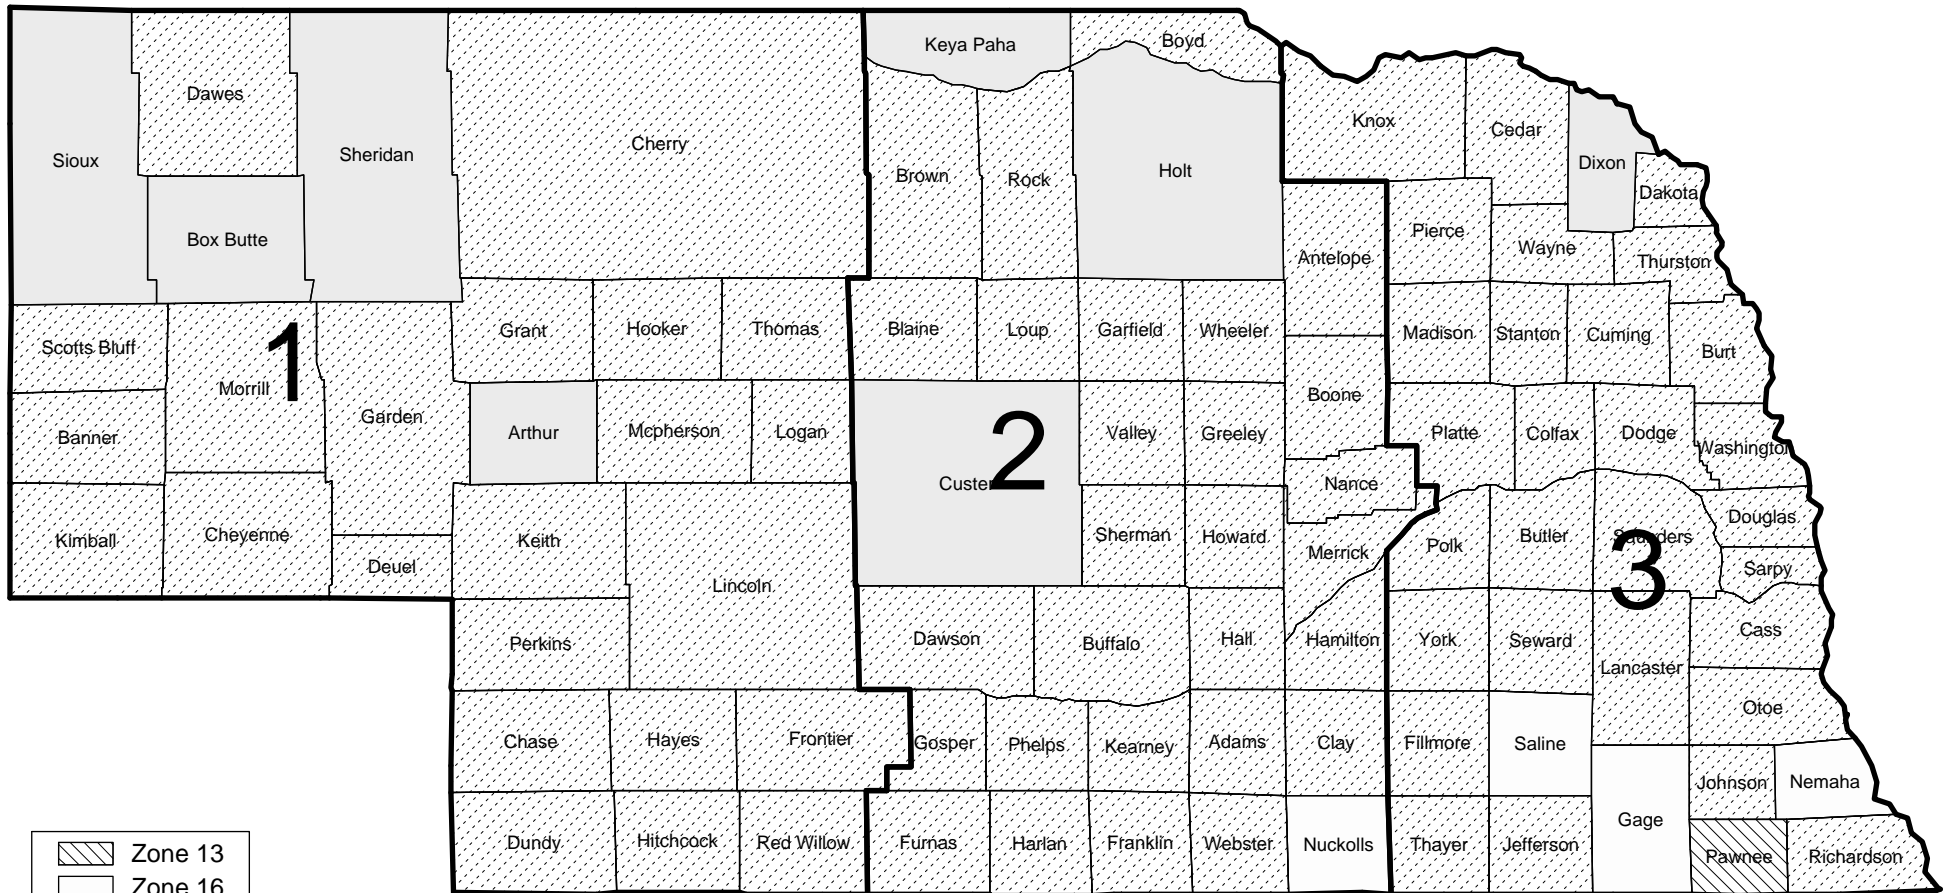 Keya Paha
Boyd
Dawes
Knox
Cedar
Cherry
Sheridan
Sioux
Dixon
Holt
Brown
Rock
Dakota
Pierce
Box Butte
Wayne
Antelope
Thurston
Grant
Hooker
Thomas
Blaine
Loup
Garfield
Wheeler
Madison
Stanton
Cuming
Scotts Bluff
Burt
1
Morrill
Boone
Garden
Banner
Arthur
Mcpherson
Logan
2
Valley
Greeley
Platte
Colfax
Dodge
Washington
Custer
Nance
Kimball
Cheyenne
Keith
Sherman
Howard
Merrick
Polk
Butler
Saunders
Douglas
3
Sarpy
Deuel
Lincoln
Perkins
Dawson
Buffalo
Hall
Hamilton
York
Seward
Cass
Lancaster
Otoe
Chase
Hayes
Frontier
Gosper
Phelps
Kearney
Adams
Clay
Fillmore
Saline
Johnson
Nemaha
Gage
Dundy
Hitchcock
Red Willow
Furnas
Harlan
Franklin
Webster
Nuckolls
Thayer
Jefferson
Pawnee
Richardson
Zone 13
Zone 16